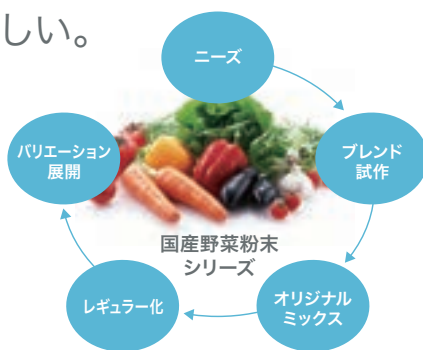 しい。
ニーズ
ブレンド
試作
オリジナル
ミックス
レギュラー化
バリエーション
展開
国産野菜粉末
シリーズ